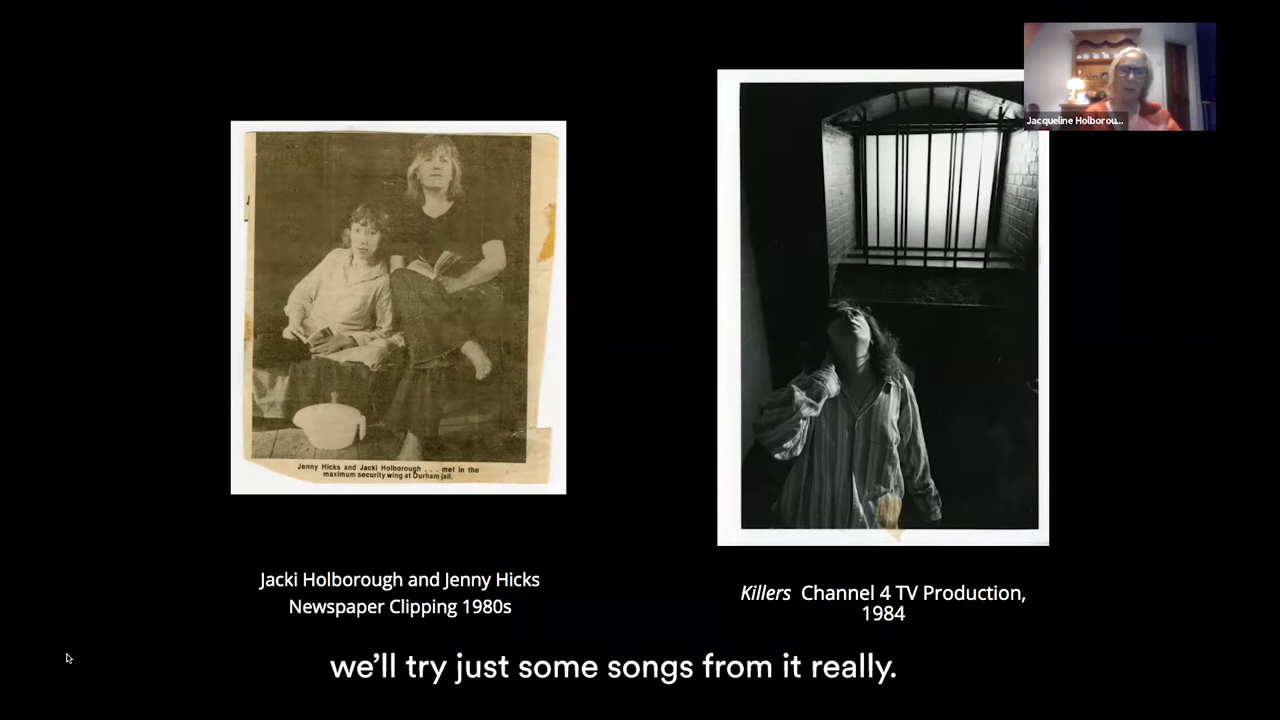 Jacqueline Holborou...
Jenny Hicks and Jacki Holborough . . . met in the
maximum security wing at Durham jail.
Jacki Holborough and Jenny Hicks
Newspaper Clipping 1980s
Killers Channel 4 TV Production,
1984
we'll try just some songs from it really.